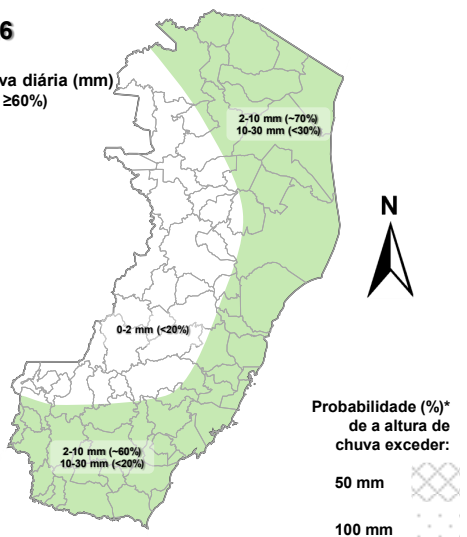 6
va diária (mm)
≥60%)
2-10 mm (~70%)
10-30 mm (<30%)
N
0-2 mm (<20%)
Probabilidade (%)*
de a altura de
chuva exceder:
2-10 mm (~60%)
10-30 mm (<20%)
50 mm
100 mm